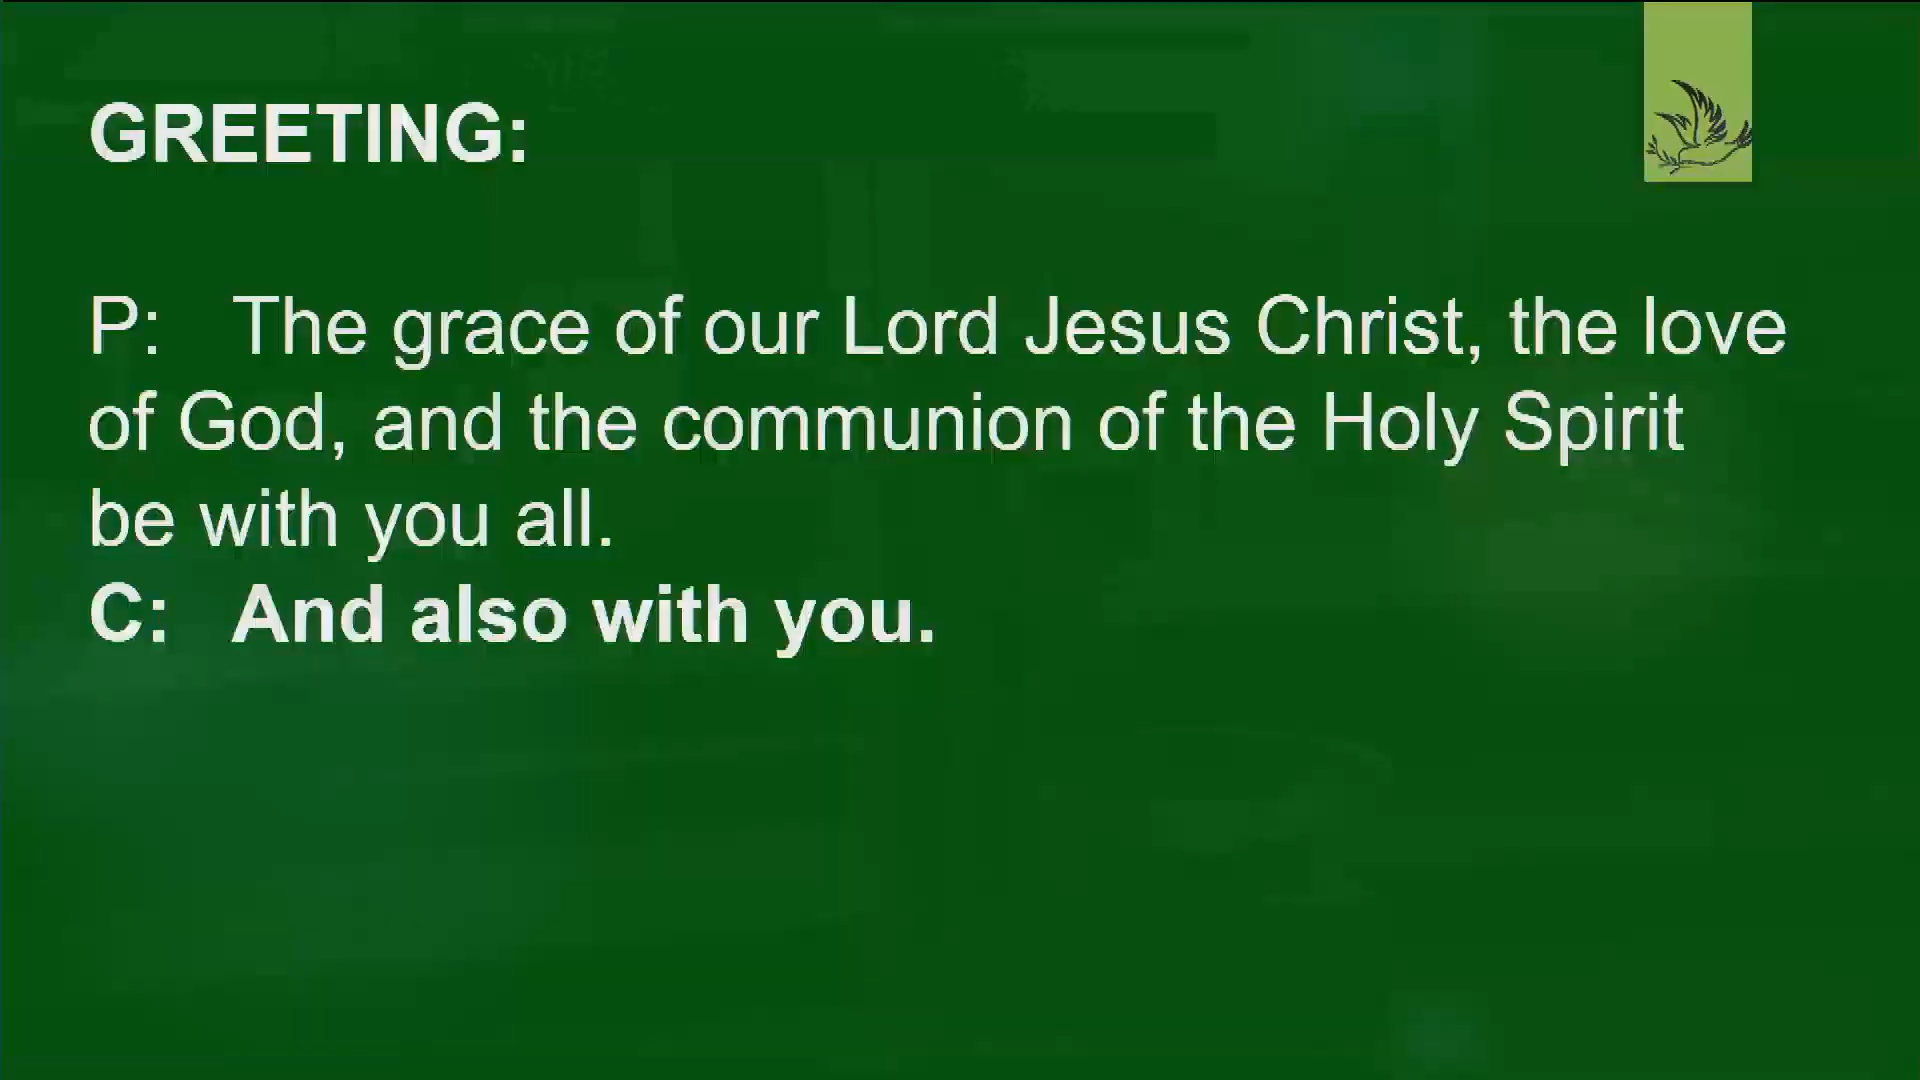 GREETING:
P: The grace of our Lord Jesus Christ, the love
of God, and the communion of the Holy Spirit
be with you all.
C: And also with you.